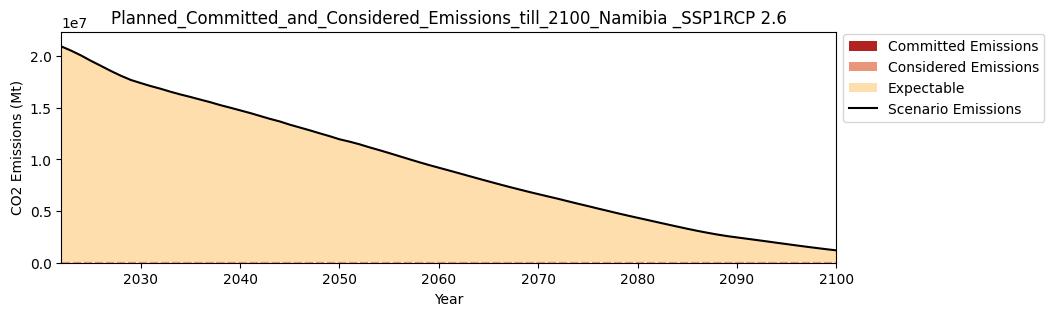 Planned_Committed_and_Considered_Emissions_till_2100_Namibia _SSP1RCP 2.6
1e7
Committed Emissions
Considered Emissions
Expectable
Scenario Emissions
CO2 Emissions (Mt)
2.0
1.5
1.0
0.5
0.0
2030 2040 2050 2060 2070 2080 2090 2100
Year